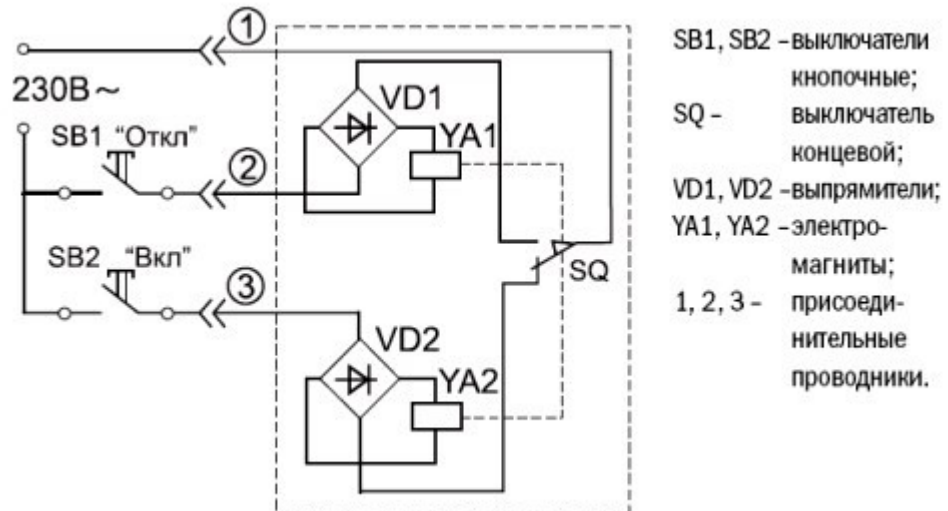 ①
230В ~
SB1 "Откл"
②
SB2 "Вкл"
③
VD1
YA1
SQ
VD2
YA2
SB1, SB2 – выключатели
кнопочные;
SQ – выключатель
концевой;
VD1, VD2 – выпрямители;
YA1, YA2 – электро-
магниты;
1, 2, 3 – присоеди-
нительные
проводники.